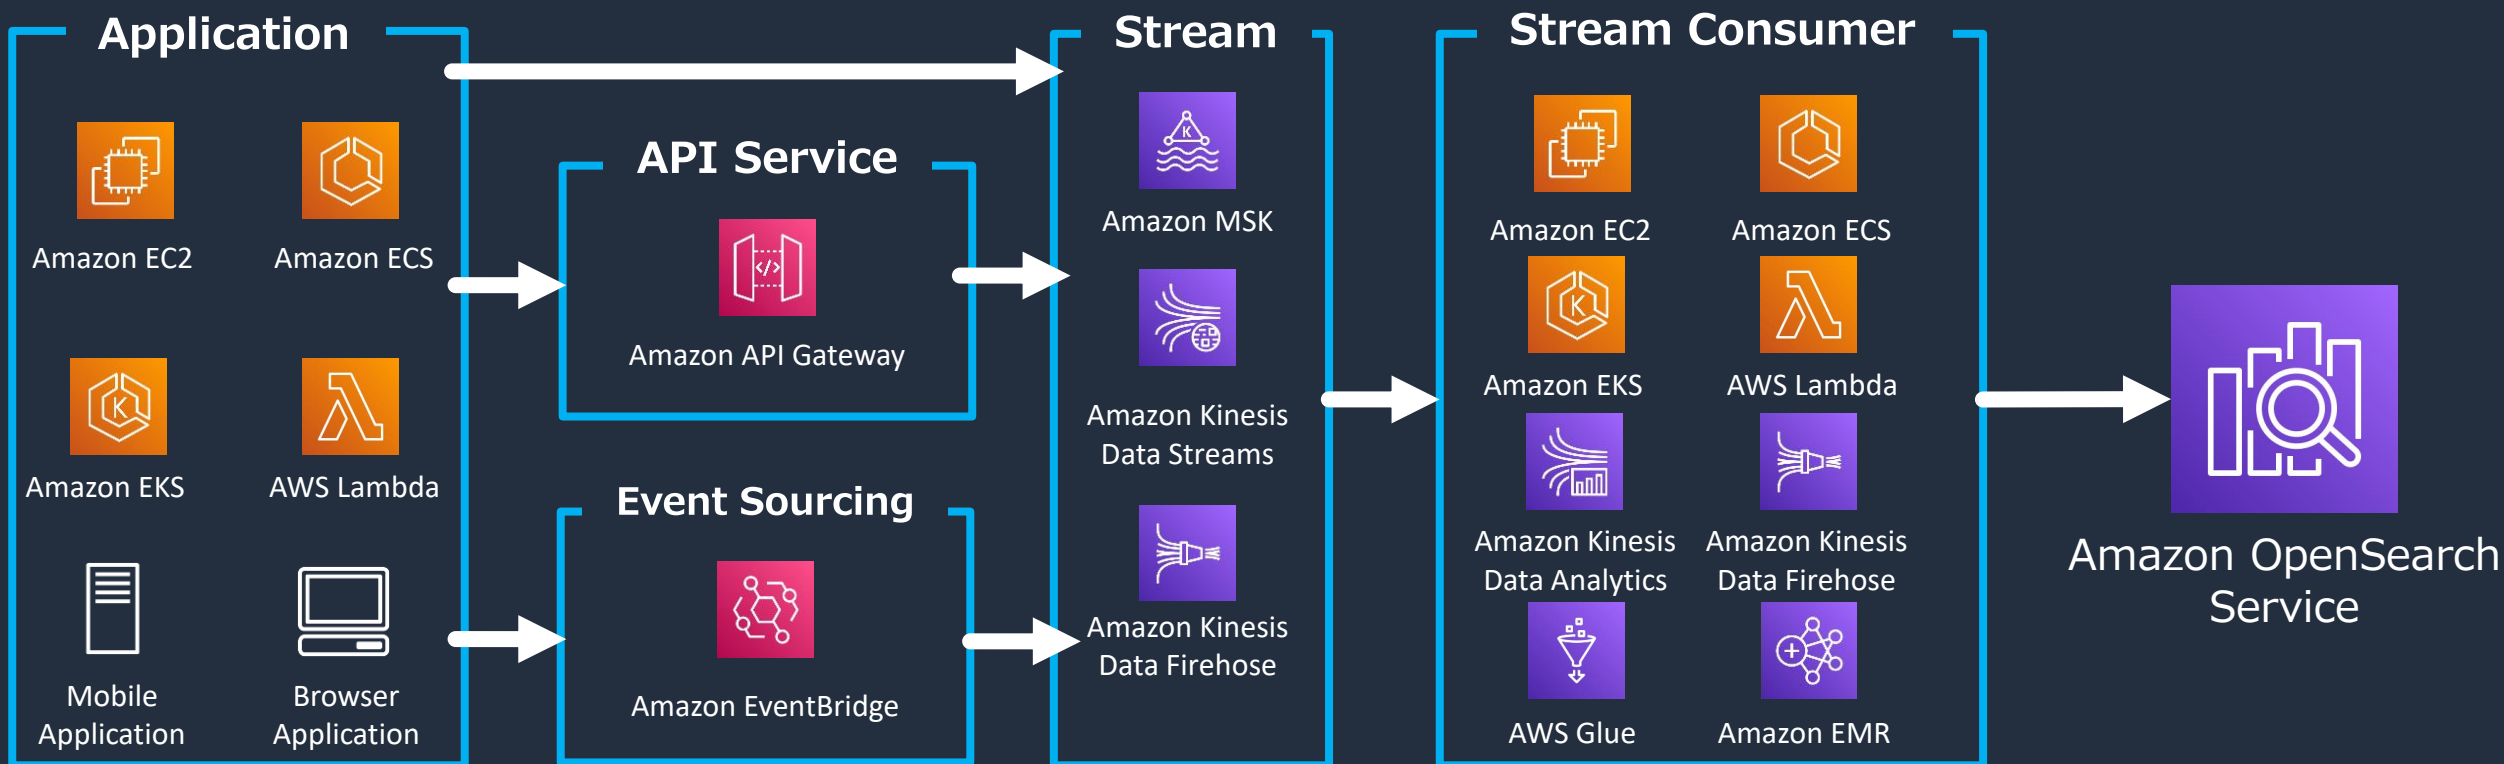 Application
Amazon EC2
Amazon ECS
Amazon EKS
AWS Lambda
Mobile
Application
Browser
Application
API Service
</>
Amazon API Gateway
Event Sourcing
Amazon EventBridge
Stream
K
Amazon MSK
Amazon Kinesis
Data Streams
Amazon Kinesis
Data Firehose
Stream Consumer
Amazon EC2
Amazon ECS
K
Amazon EKS
AWS Lambda
Amazon Kinesis
Data Analytics
Amazon Kinesis
Data Firehose
AWS Glue
Amazon EMR
Amazon OpenSearch
Service